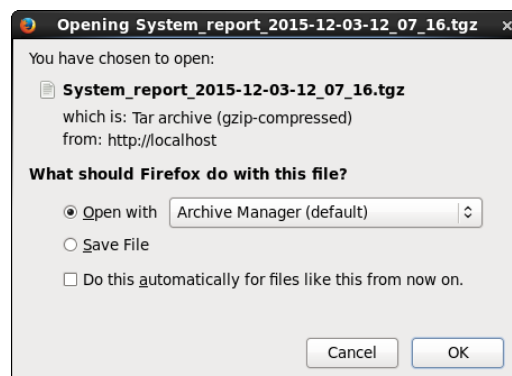 Opening System_report_2015-12-03-12_07_16.tgz
You have chosen to open:
System_report_2015-12-03-12_07_16.tgz
which is: Tar archive (gzip-compressed)
from: http://localhost
What should Firefox do with this file?
Open with Archive Manager (default)
Save File
Do this automatically for files like this from now on.
Cancel OK